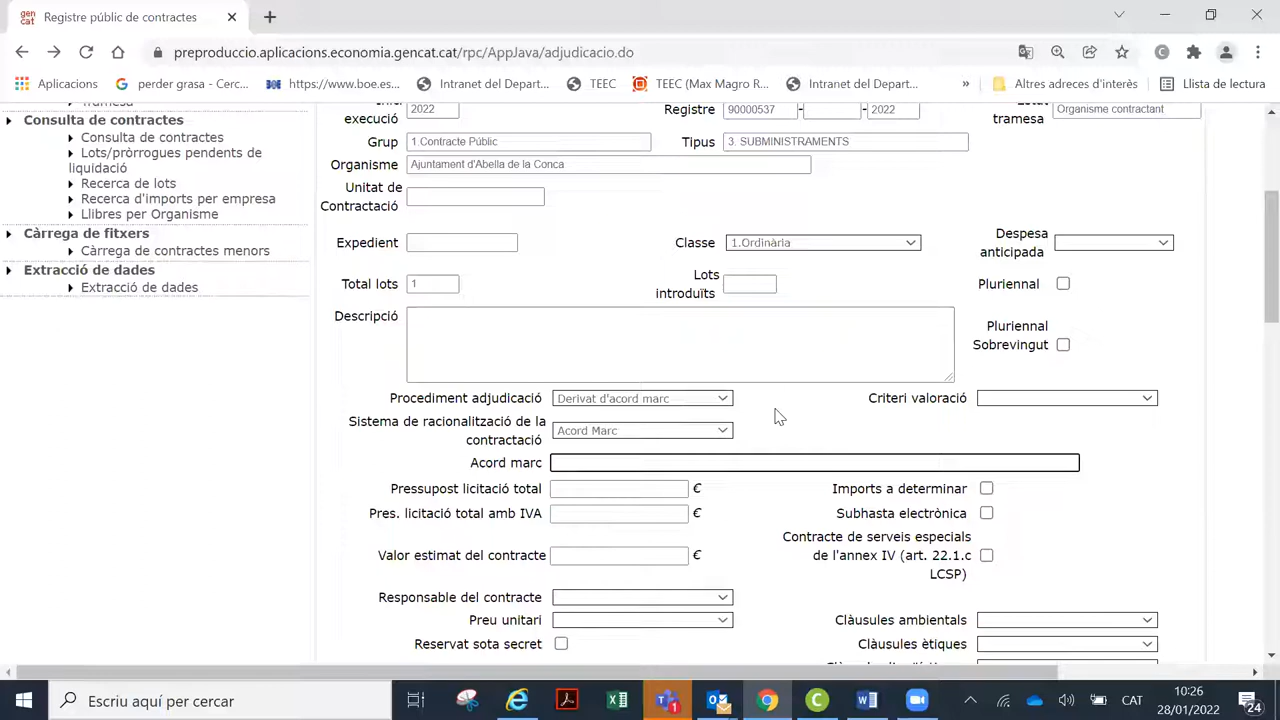 gen
cat
Registre públic de contractes
preproduccio.aplicacions.economia.gencat.cat/rpc/AppJava/adjudicacio.do
Aplicacions
perder grasa - Cerc...
https://www.boe.es...
Intranet del Depart...
TEEC
TEEC (Max Magro R...
Intranet del Depart...
»
Altres adreces d'interès
Llista de lectura
Tramesa
Consulta de contractes
Consulta de contractes
Lots/pròrrogues pendents de
liquidació
Recerca de lots
Recerca d'imports per empresa
Llibres per Organisme
Càrrega de fitxers
Càrrega de contractes menors
Extracció de dades
Extracció de dades
execució 2022
Registre 90000537 - - 2022
tramesa Organisme contractant
Grup 1.Contracte Públic
Tipus 3. SUBMINISTRAMENTS
Organisme Ajuntament d'Abella de la Conca
Unitat de
Contractació
Expedient
Classe 1.Ordinària
Despesa
anticipada
Total lots 1
Lots
introduïts
Pluriennal
Descripció
Pluriennal
Sobrevingut
Procediment adjudicació Derivat d'acord marc
Criteri valoració
Sistema de racionalització de la
contractació Acord Marc
Acord marc
Pressupost licitació total €
Imports a determinar
Pres. licitació total amb IVA €
Subhasta electrònica
Valor estimat del contracte €
Contracte de serveis especials
de l'annex IV (art. 22.1.c
LCSP)
Responsable del contracte
Preu unitari
Clàusules ambientals
Reservat sota secret
Clàusules ètiques
Escriu aquí per cercar
CAT
10:26
28/01/2022
24